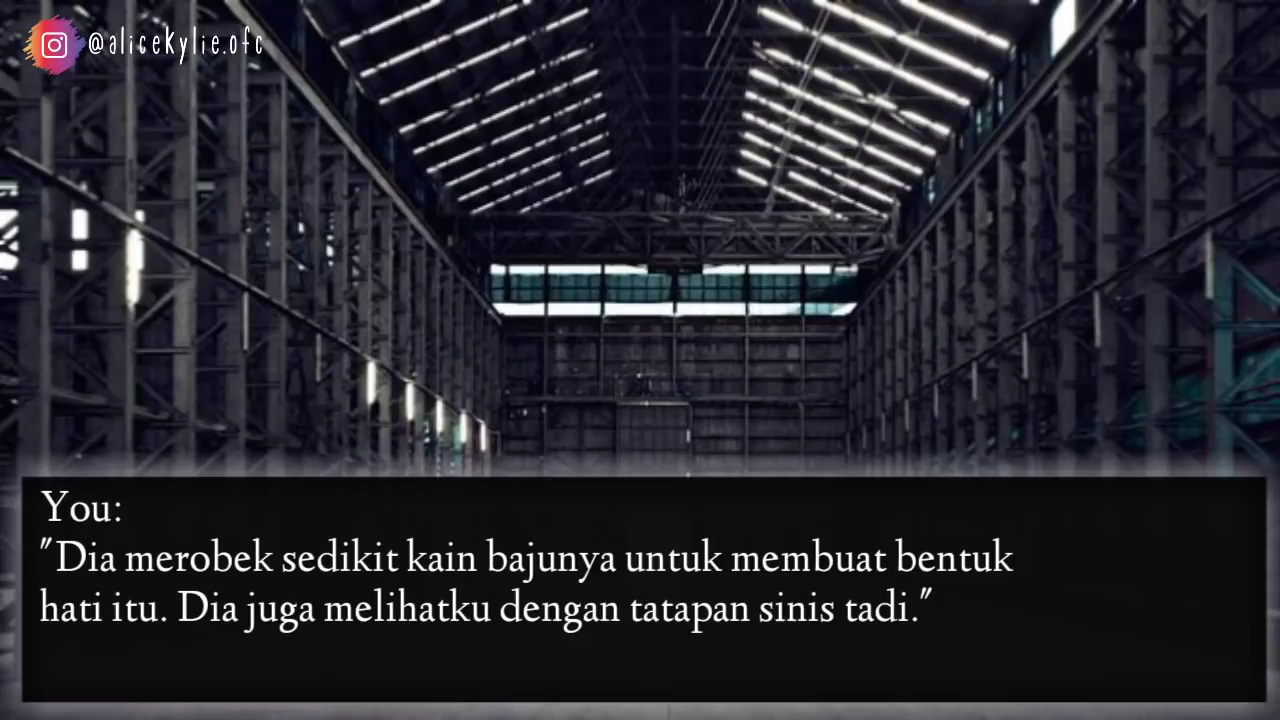 @aliceKylie.ofc
You:
"Dia merobek sedikit kain bajunya untuk membuat bentuk
hati itu. Dia juga melihatku dengan tatapan sinis tadi."